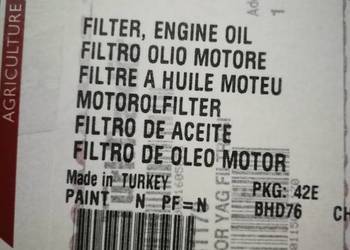 AGRICULTURE
FILTER, ENGINE OIL
FILTRO OLIO MOTORE
FILTRE A HUILE MOTEU
MOTOROLFILTER
FILTRO DE ACEITE
FILTRO DE OLEO MOTOR
Made in TURKEY
PAINT N PF=N
PKG: 42E
BHD76